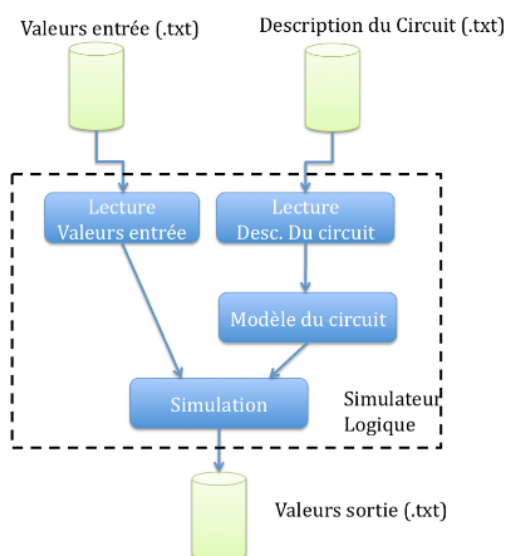 Valeurs entrée (.txt)
Description du Circuit (.txt)
Lecture
Valeurs entrée
Lecture
Desc. Du circuit
Modèle du circuit
Simulation
Simulateur
Logique
Valeurs sortie (.txt)